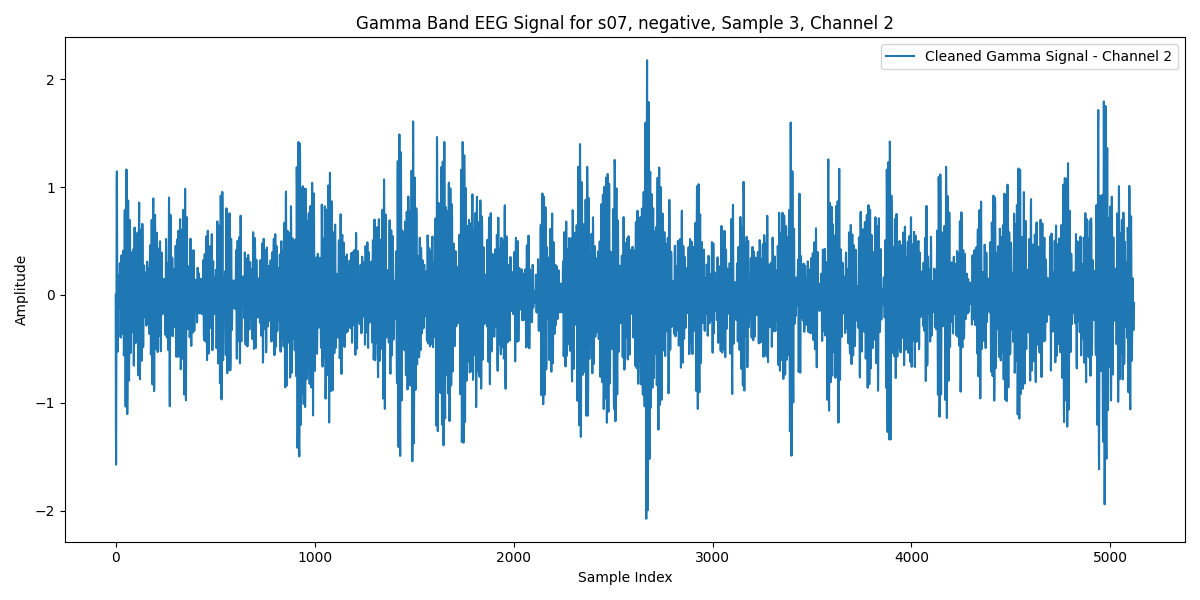 Gamma Band EEG Signal for s07, negative, Sample 3, Channel 2
Cleaned Gamma Signal - Channel 2
Amplitude
2
1
0
−1
−2
0 1000 2000 3000 4000 5000
Sample Index